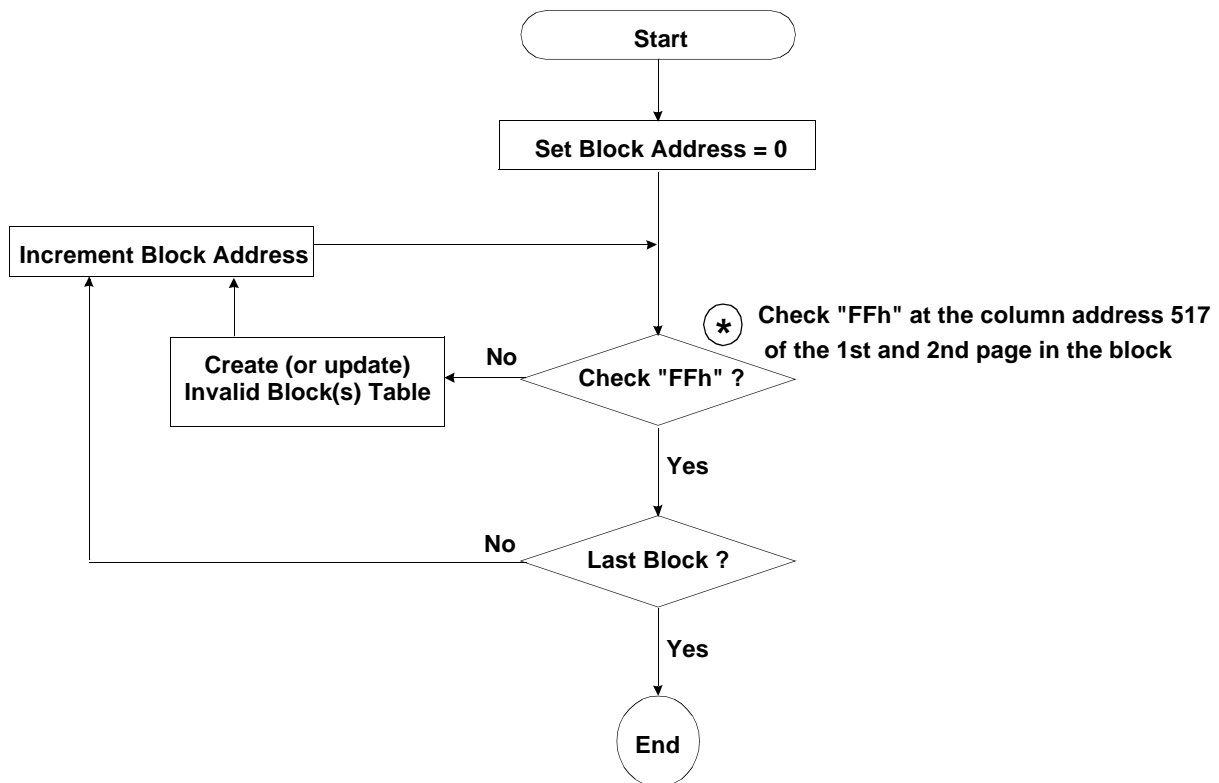 Start
Set Block Address = 0
Increment Block Address
* Check "FFh" at the column address 517
of the 1st and 2nd page in the block
No
Create (or update)
Invalid Block(s) Table
Check "FFh" ?
Yes
No
Last Block ?
Yes
End